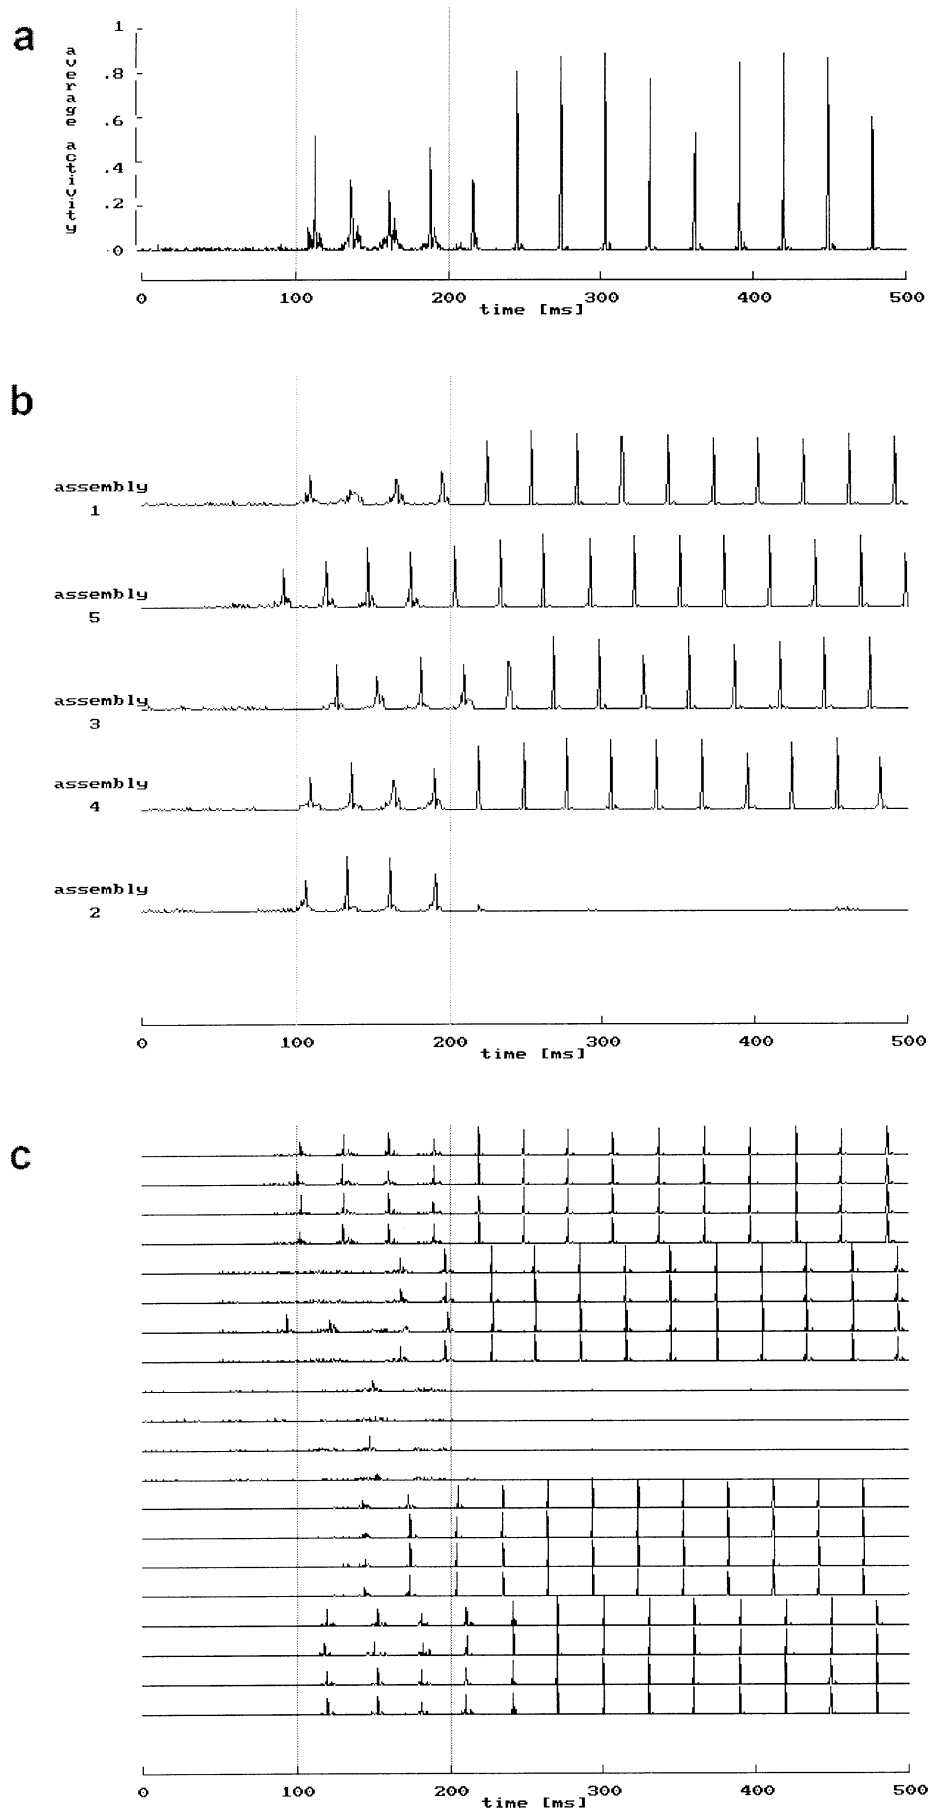 a
average activity
1
.8
.6
.4
.2
0
0 100 200 300 400 500
time [ms]
b
assembly
1
assembly
5
assembly
3
assembly
4
assembly
2
0 100 200 300 400 500
time [ms]
c
0 100 200 300 400 500
time [ms]